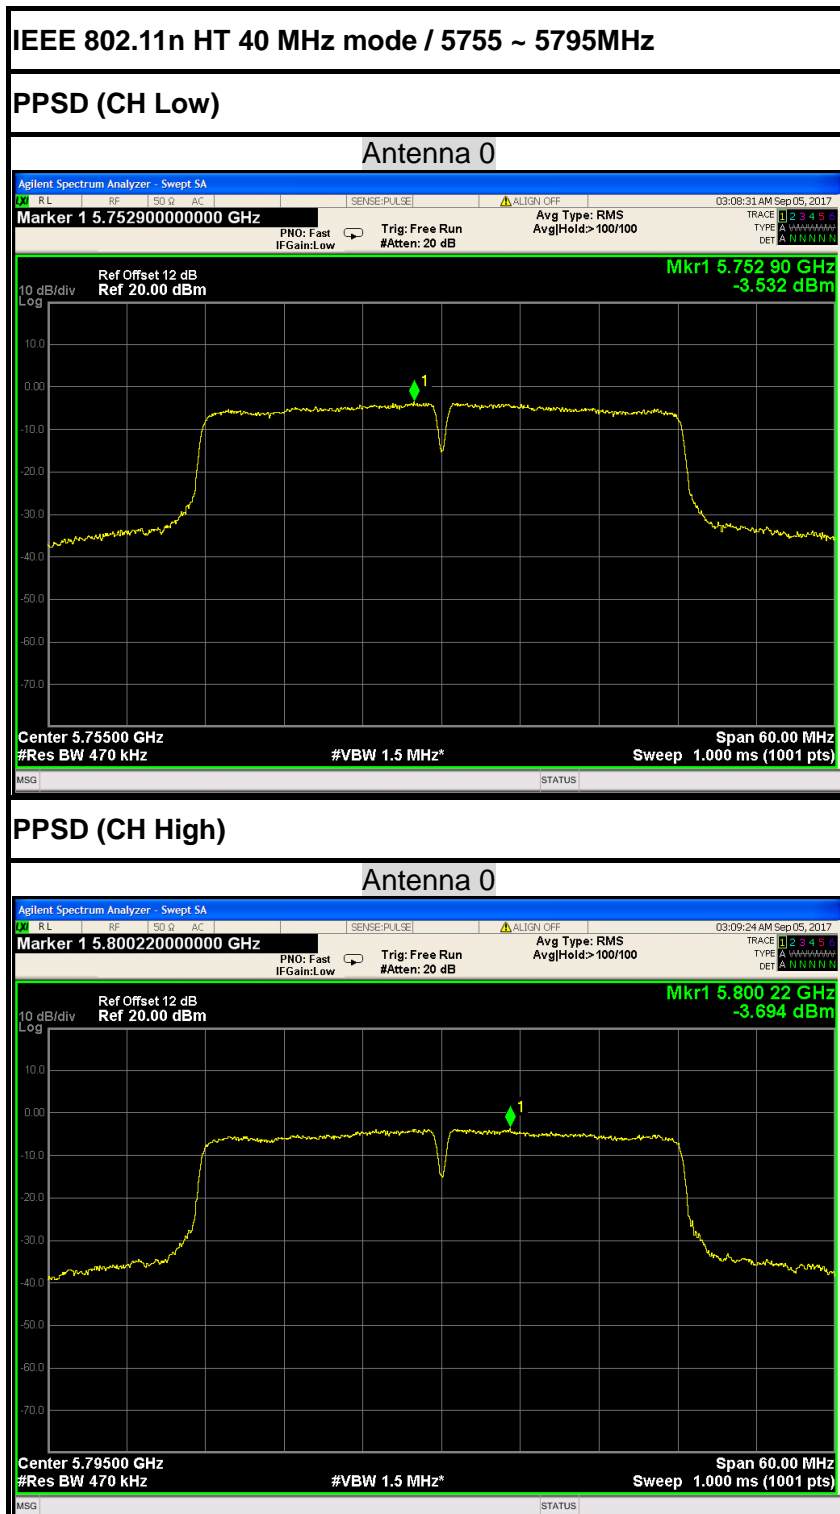 IEEE 802.11n HT 40 MHz mode / 5755 ~ 5795MHz
PPSD (CH Low)
Antenna 0
Agilent Spectrum Analyzer - Swept SA
LXI RL RF 50 Ω AC SENSE:PULSE ALIGN OFF 03:08:31 AM Sep 05, 2017
Marker 1 5.752900000000 GHz Avg Type: RMS TRACE 1 2 3 4 5 6
PNO: Fast Trig: Free Run Avg|Hold:>100/100 TYPE A WWWWW
IFGain:Low #Atten: 20 dB DET A N N N N N
Mkr1 5.752 90 GHz
Ref Offset 12 dB
10 dB/div Ref 20.00 dBm -3.532 dBm
Log
10.0
1
0.00
-10.0
-20.0
-30.0
-40.0
-50.0
-60.0
-70.0
Center 5.75500 GHz Span 60.00 MHz
#Res BW 470 kHz #VBW 1.5 MHz* Sweep 1.000 ms (1001 pts)
MSG STATUS
PPSD (CH High)
Antenna 0
Agilent Spectrum Analyzer - Swept SA
LXI RL RF 50 Ω AC SENSE:PULSE ALIGN OFF 03:09:24 AM Sep 05, 2017
Marker 1 5.800220000000 GHz Avg Type: RMS TRACE 1 2 3 4 5 6
PNO: Fast Trig: Free Run Avg|Hold:>100/100 TYPE A WWWWW
IFGain:Low #Atten: 20 dB DET A N N N N N
Mkr1 5.800 22 GHz
Ref Offset 12 dB
10 dB/div Ref 20.00 dBm -3.694 dBm
Log
10.0
1
0.00
-10.0
-20.0
-30.0
-40.0
-50.0
-60.0
-70.0
Center 5.79500 GHz Span 60.00 MHz
#Res BW 470 kHz #VBW 1.5 MHz* Sweep 1.000 ms (1001 pts)
MSG STATUS